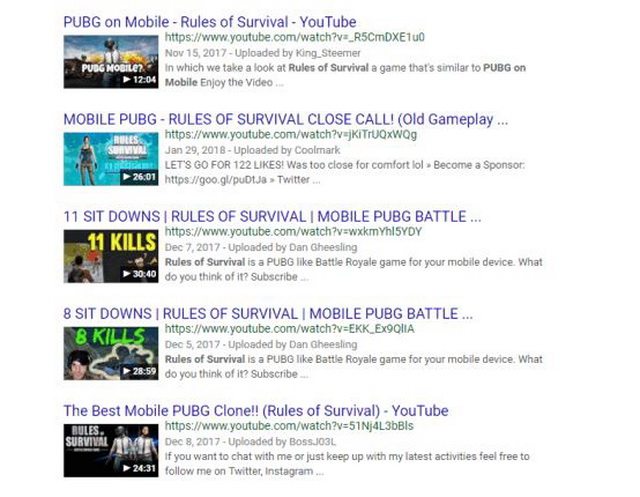 PUBG on Mobile - Rules of Survival - YouTube
https://www.youtube.com/watch?v=_R5CmDXE1u0
PUBG MOBILE?
12:04
Nov 15, 2017 - Uploaded by King_Steemer
In which we take a look at Rules of Survival a game that's similar to PUBG on
Mobile Enjoy the Video ...
MOBILE PUBG - RULES OF SURVIVAL CLOSE CALL! (Old Gameplay ...
https://www.youtube.com/watch?v=jKiTrUQxWQg
RULES OF
SURVIVAL
26:01
Jan 29, 2018 - Uploaded by Coolmark
LET'S GO FOR 122 LIKES! Was too close for comfort lol » Become a Sponsor:
https://goo.gl/puDtJa » Twitter ...
11 SIT DOWNS | RULES OF SURVIVAL | MOBILE PUBG BATTLE ...
https://www.youtube.com/watch?v=wxkmYhl5YDY
11 KILLS
30:40
Dec 7, 2017 - Uploaded by Dan Gheesling
Rules of Survival is a PUBG like Battle Royale game for your mobile device. What
do you think of it? Subscribe ...
8 SIT DOWNS | RULES OF SURVIVAL | MOBILE PUBG BATTLE ...
https://www.youtube.com/watch?v=EKK_Ex9QlIA
8 KILLS
28:59
Dec 5, 2017 - Uploaded by Dan Gheesling
Rules of Survival is a PUBG like Battle Royale game for your mobile device. What
do you think of it? Subscribe ...
The Best Mobile PUBG Clone!! (Rules of Survival) - YouTube
https://www.youtube.com/watch?v=51Nj4L3bBls
RULES OF
SURVIVAL
24:31
Dec 8, 2017 - Uploaded by BossJ03L
If you want to chat with me or just keep up with my latest activities feel free to
follow me on Twitter, Instagram ...